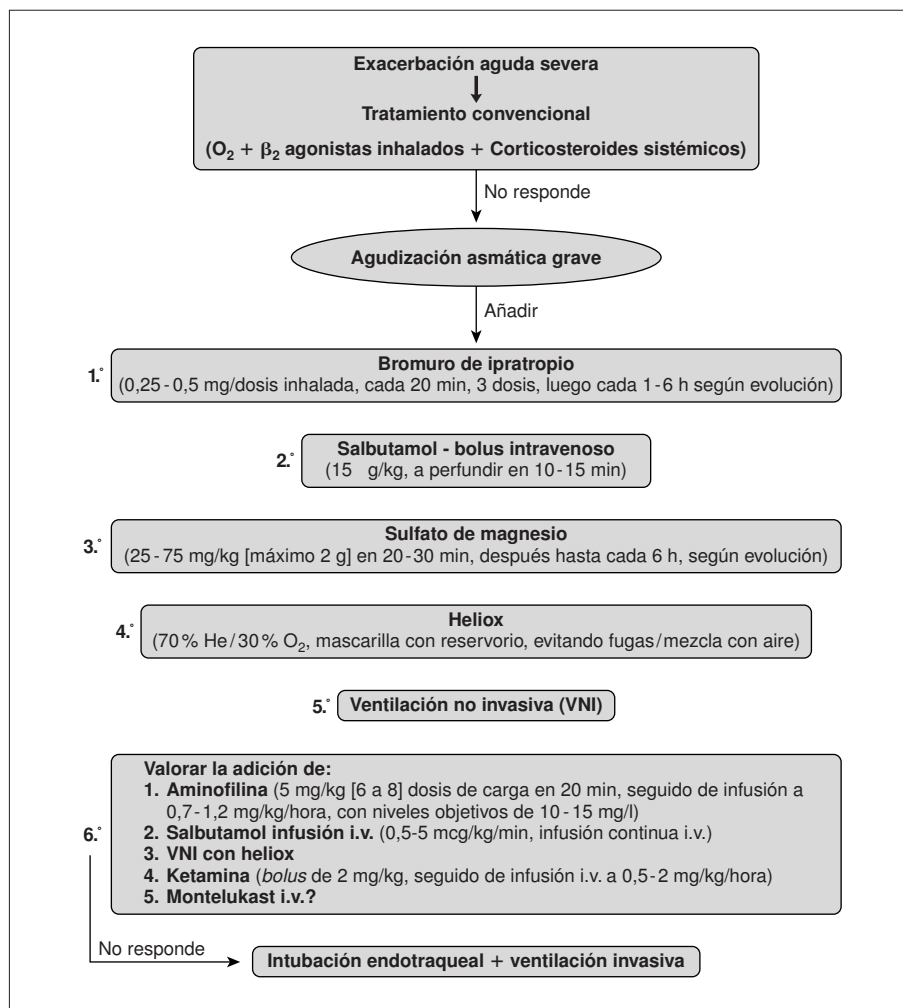 Exacerbación aguda severa
Tratamiento convencional
(O₂ + β₂ agonistas inhalados + Corticosteroides sistémicos)
No responde
Agudización asmática grave
Añadir
1.° Bromuro de ipratropio
(0,25-0,5 mg/dosis inhalada, cada 20 min, 3 dosis, luego cada 1-6 h según evolución)
2.° Salbutamol - bolus intravenoso
(15 g/kg, a perfundir en 10-15 min)
3.° Sulfato de magnesio
(25-75 mg/kg [máximo 2 g] en 20-30 min, después hasta cada 6 h, según evolución)
4.° Heliox
(70% He/30% O₂, mascarilla con reservorio, evitando fugas/mezcla con aire)
5.° Ventilación no invasiva (VNI)
6.° Valorar la adición de:
1. Aminofilina (5 mg/kg [6 a 8] dosis de carga en 20 min, seguido de infusión a
0,7-1,2 mg/kg/hora, con niveles objetivos de 10-15 mg/l)
2. Salbutamol infusión i.v. (0,5-5 mcg/kg/min, infusión continua i.v.)
3. VNI con heliox
4. Ketamina (bolus de 2 mg/kg, seguido de infusión i.v. a 0,5-2 mg/kg/hora)
5. Montelukast i.v.?
No responde
Intubación endotraqueal + ventilación invasiva